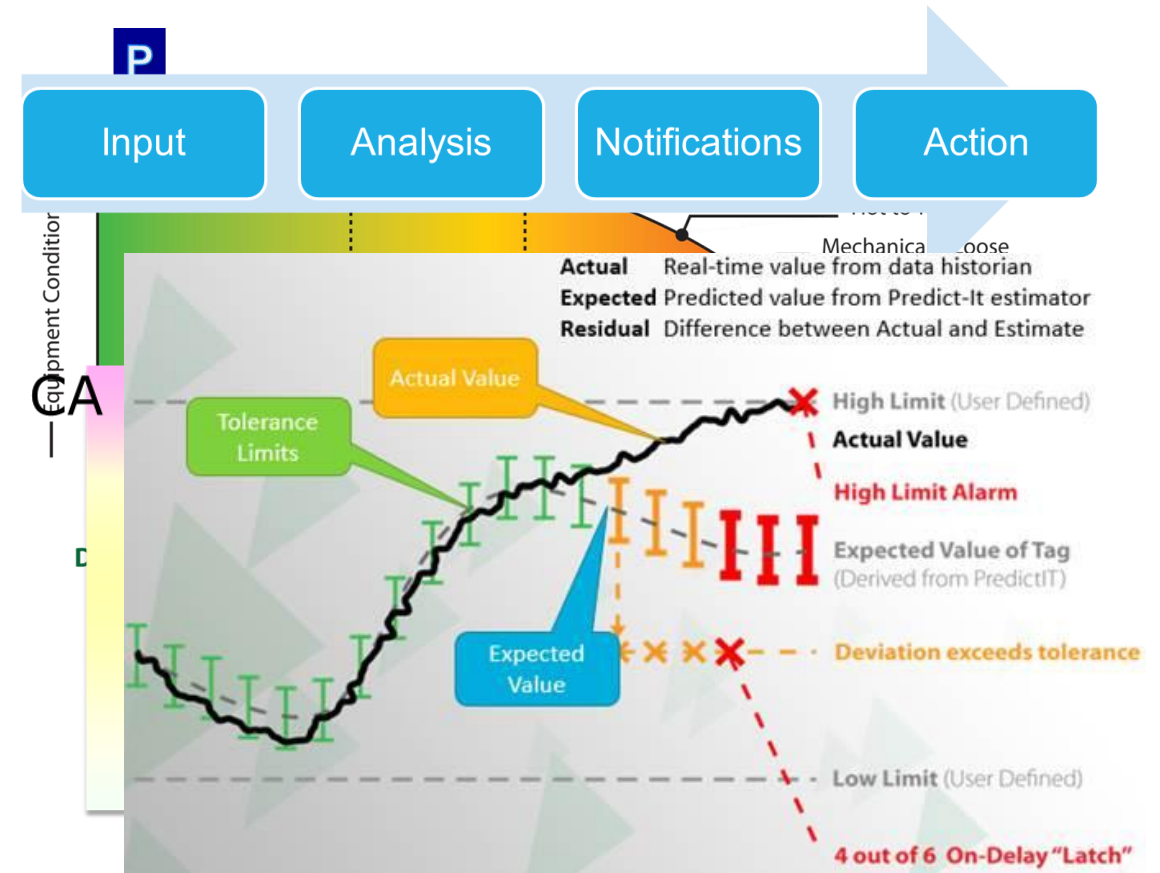 P
Input
Analysis
Notifications
Action
Equipment Condition
Mechanica oose
CA
D
Actual Real-time value from data historian
Expected Predicted value from Predict-It estimator
Residual Difference between Actual and Estimate
Actual Value
Tolerance
Limits
High Limit (User Defined)
Actual Value
High Limit Alarm
Expected Value of Tag
(Derived from PredictIT)
Expected
Value
Deviation exceeds tolerance
Low Limit (User Defined)
4 out of 6 On-Delay "Latch"